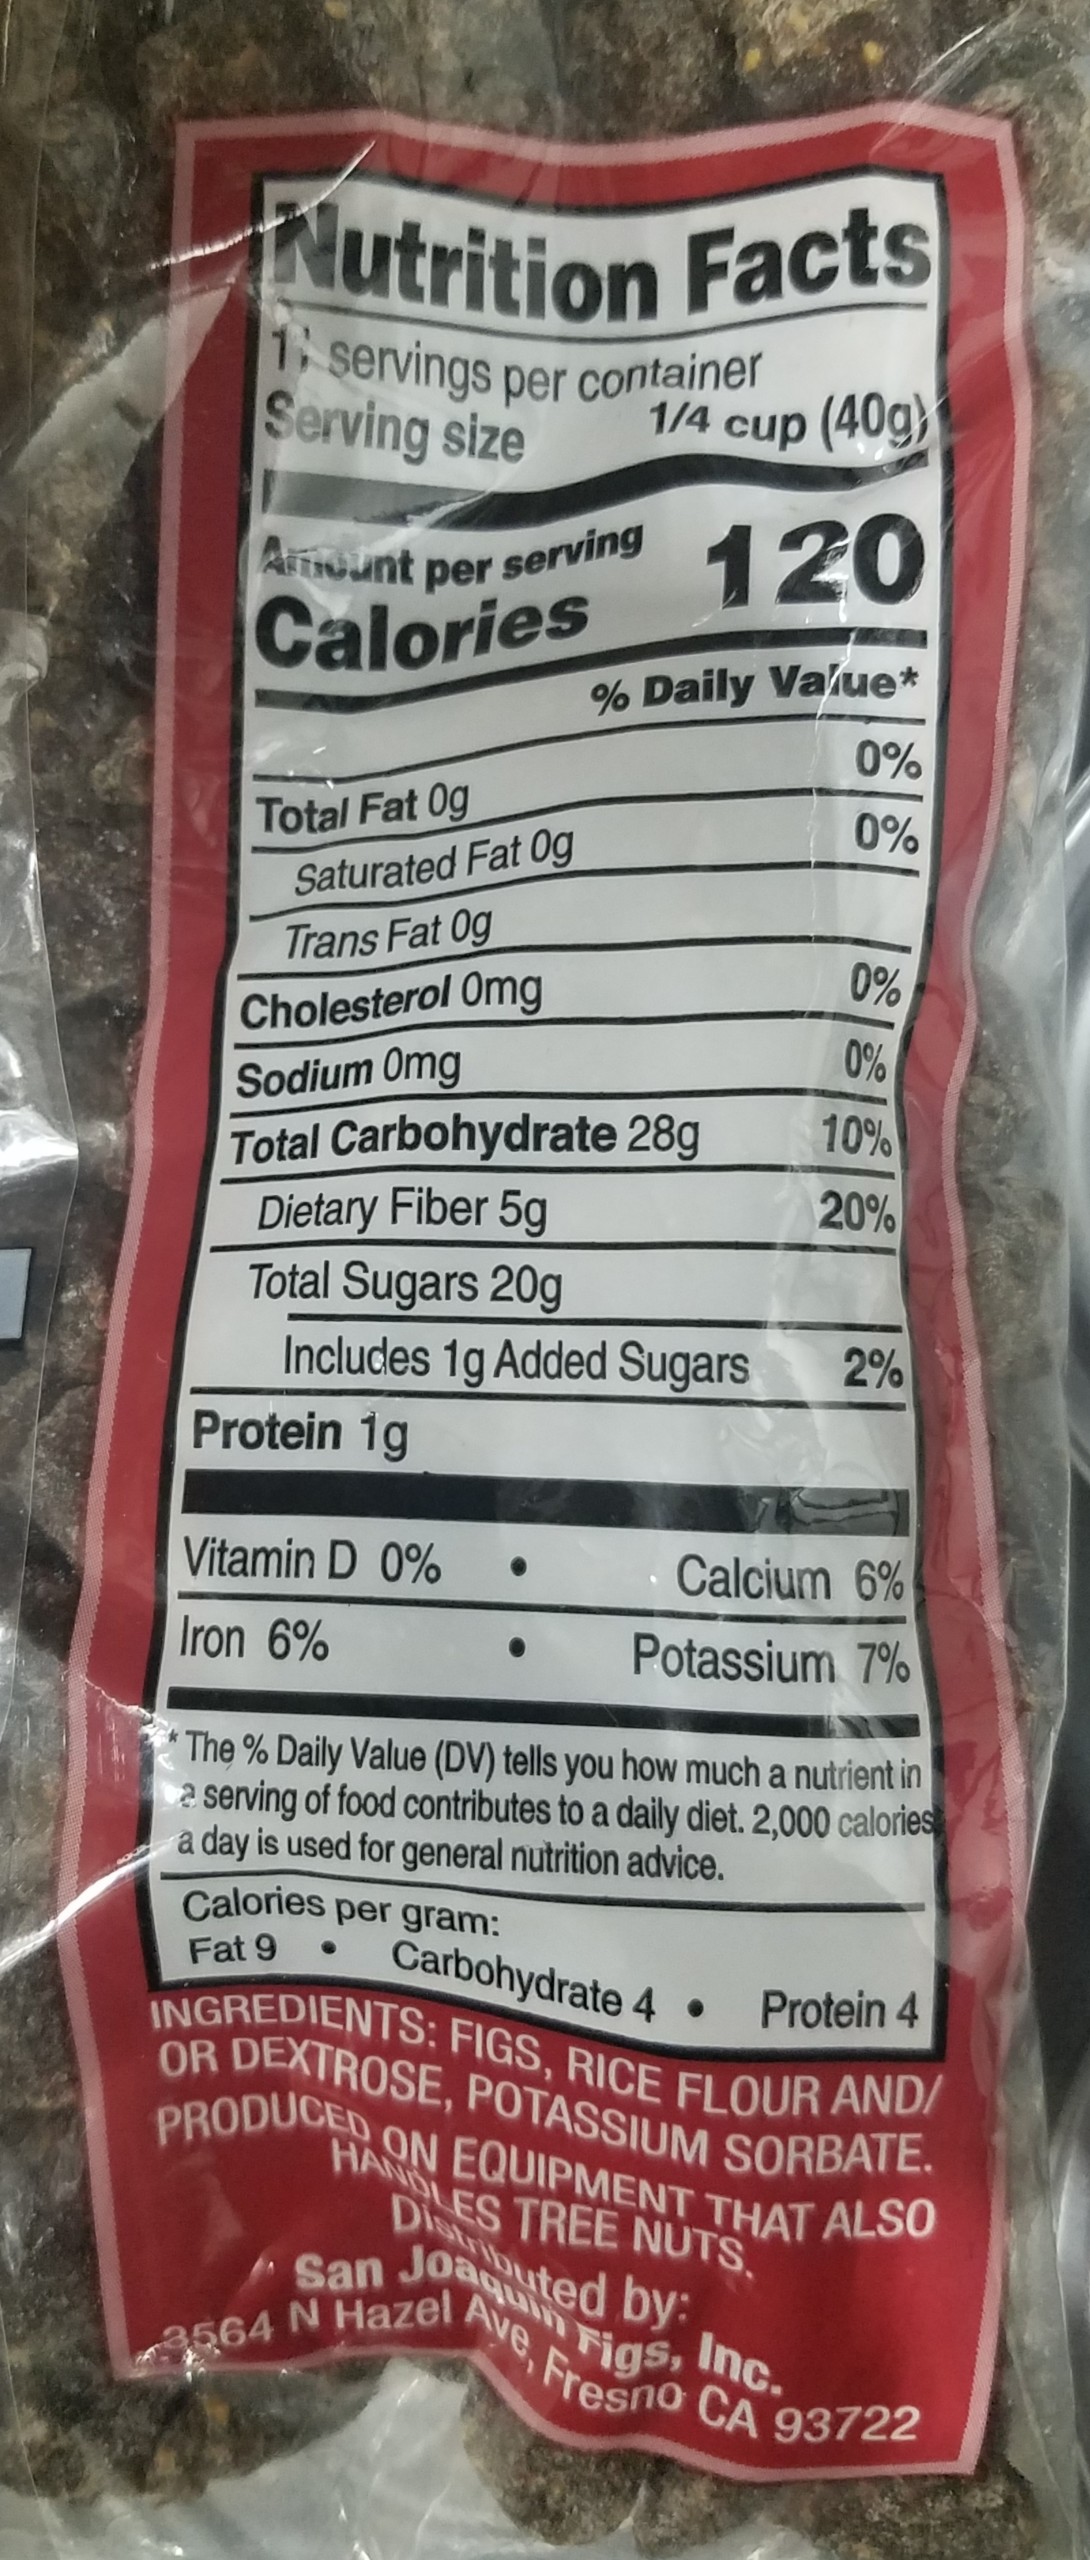 Nutrition Facts
servings per container
Serving size 1/4 cup (40g)
Amount per serving
Calories 120
% Daily Value*
Total Fat 0g 0%
Saturated Fat 0g 0%
Trans Fat 0g
Cholesterol 0mg 0%
Sodium 0mg 0%
Total Carbohydrate 28g 10%
Dietary Fiber 5g 20%
Total Sugars 20g
Includes 1g Added Sugars 2%
Protein 1g
Vitamin D 0% • Calcium 6%
Iron 6% • Potassium 7%
* The % Daily Value (DV) tells you how much a nutrient in
a serving of food contributes to a daily diet. 2,000 calories
a day is used for general nutrition advice.
Calories per gram:
Fat 9 • Carbohydrate 4 • Protein 4
INGREDIENTS: FIGS, RICE FLOUR AND/
OR DEXTROSE, POTASSIUM SORBATE.
PRODUCED ON EQUIPMENT THAT ALSO
HANDLES TREE NUTS.
Distributed by:
San Joaquin Figs, Inc.
3564 N Hazel Ave, Fresno CA 93722